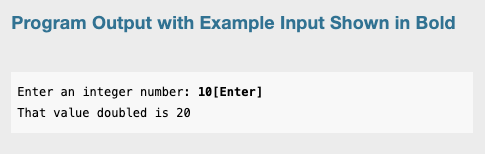 Program Output with Example Input Shown in Bold
Enter an integer number: 10[Enter]
That value doubled is 20